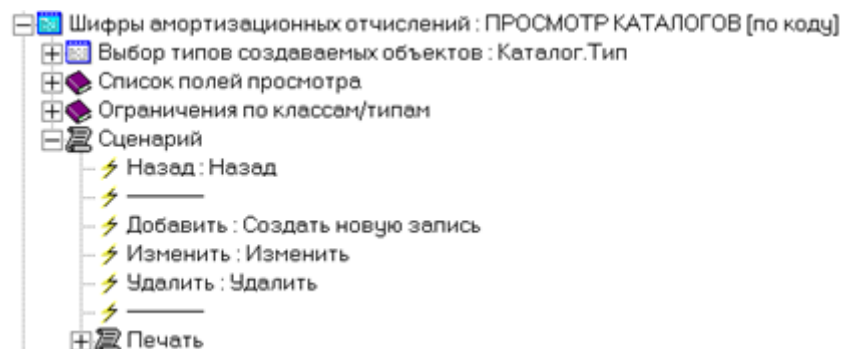 Шифры амортизационных отчислений : ПРОСМОТР КАТАЛОГОВ [по коду]
Выбор типов создаваемых объектов : Каталог.Тип
Список полей просмотра
Ограничения по классам/типам
Сценарий
Назад : Назад
Добавить : Создать новую запись
Изменить : Изменить
Удалить : Удалить
Печать